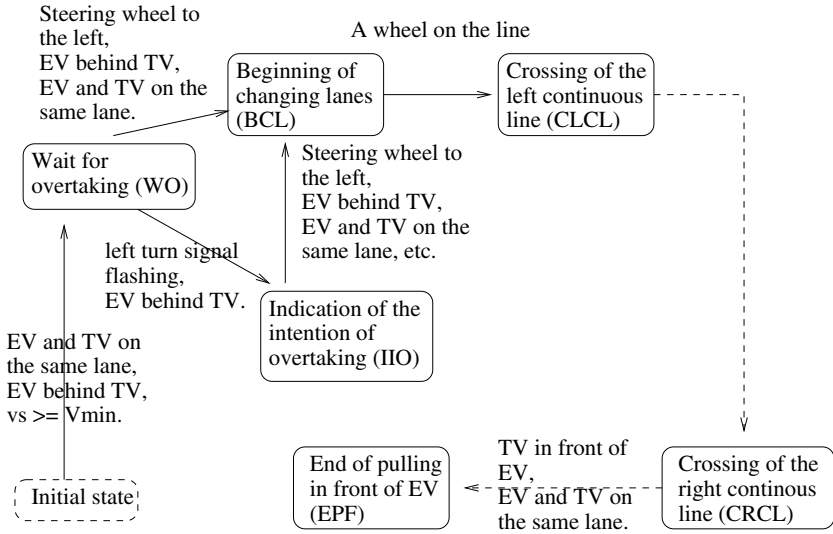 Steering wheel to
the left,
EV behind TV,
EV and TV on the
same lane.
A wheel on the line
Beginning of
changing lanes
(BCL)
Crossing of the
left continuous
line (CLCL)
Wait for
overtaking (WO)
Steering wheel to
the left,
EV behind TV,
EV and TV on the
same lane, etc.
left turn signal
flashing,
EV behind TV.
Indication of the
intention of
overtaking (IIO)
EV and TV on
the same lane,
EV behind TV,
vs >= Vmin.
Initial state
End of pulling
in front of EV
(EPF)
TV in front of
EV,
EV and TV on
the same lane.
Crossing of the
right continous
line (CRCL)